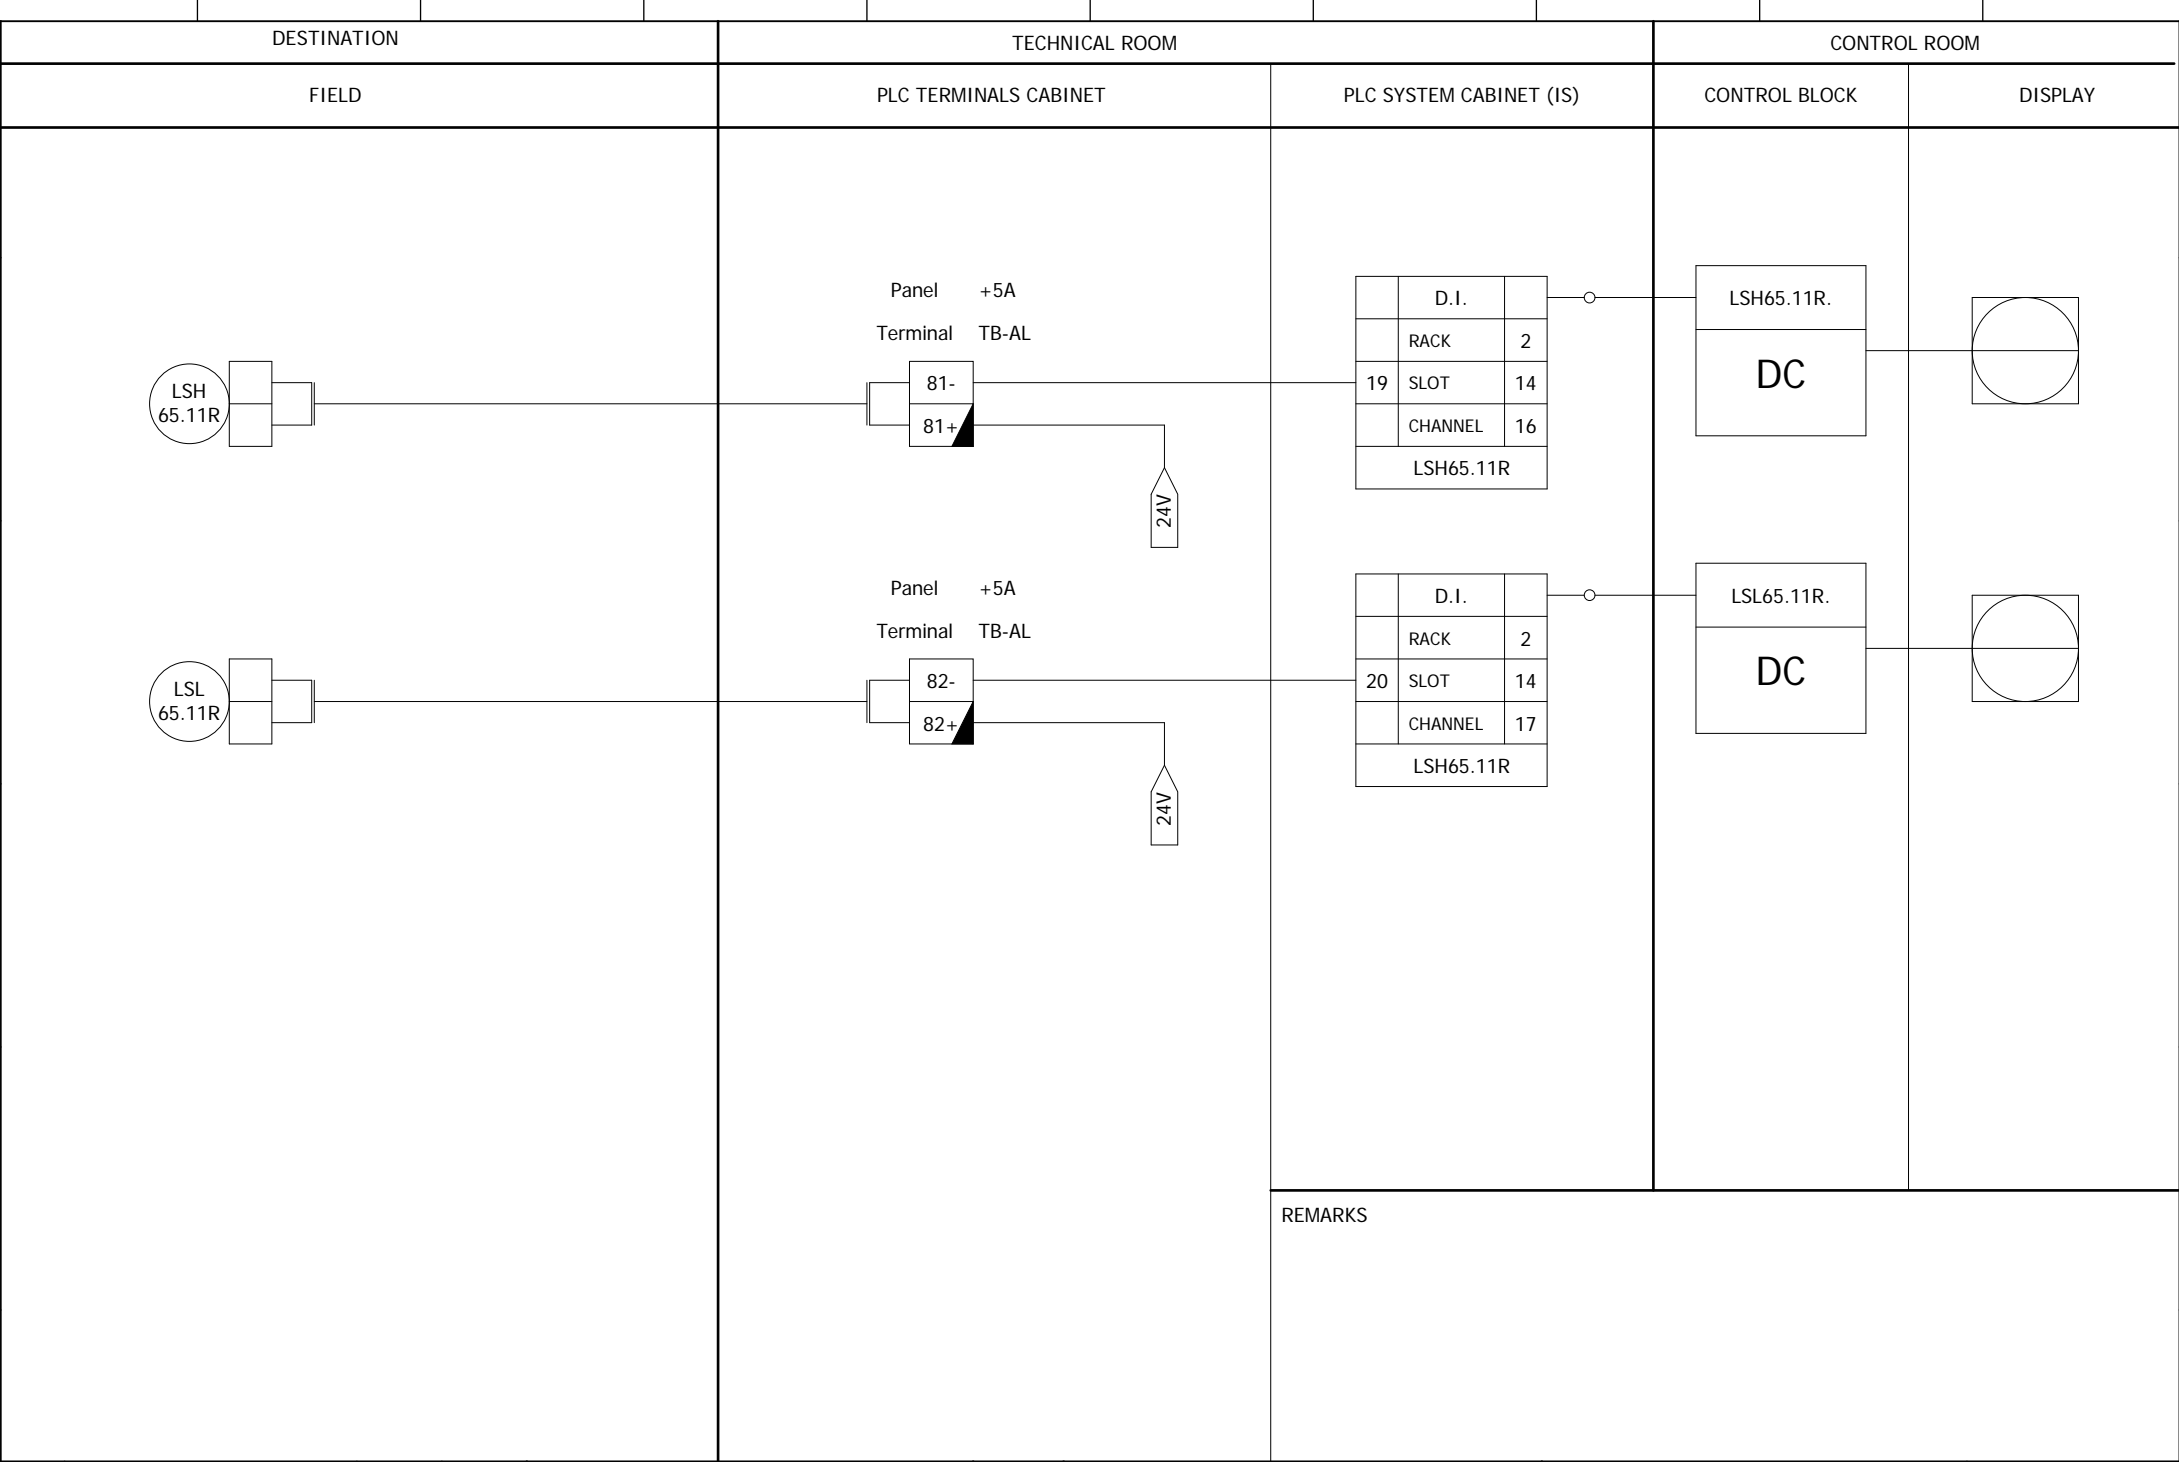 DESTINATION
TECHNICAL ROOM
CONTROL ROOM
FIELD
PLC TERMINALS CABINET
PLC SYSTEM CABINET (IS)
CONTROL BLOCK
DISPLAY
LSH
65.11R
Panel +5A
Terminal TB-AL
81-
81+
24V
D.I.
RACK 2
19 SLOT 14
CHANNEL 16
LSH65.11R
LSH65.11R.
DC
LSL
65.11R
Panel +5A
Terminal TB-AL
82-
82+
24V
D.I.
RACK 2
20 SLOT 14
CHANNEL 17
LSH65.11R
LSL65.11R.
DC
REMARKS